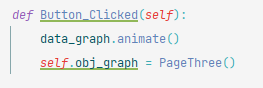 def Button_Clicked(self):
data_graph.animate()
self.obj_graph = PageThree()